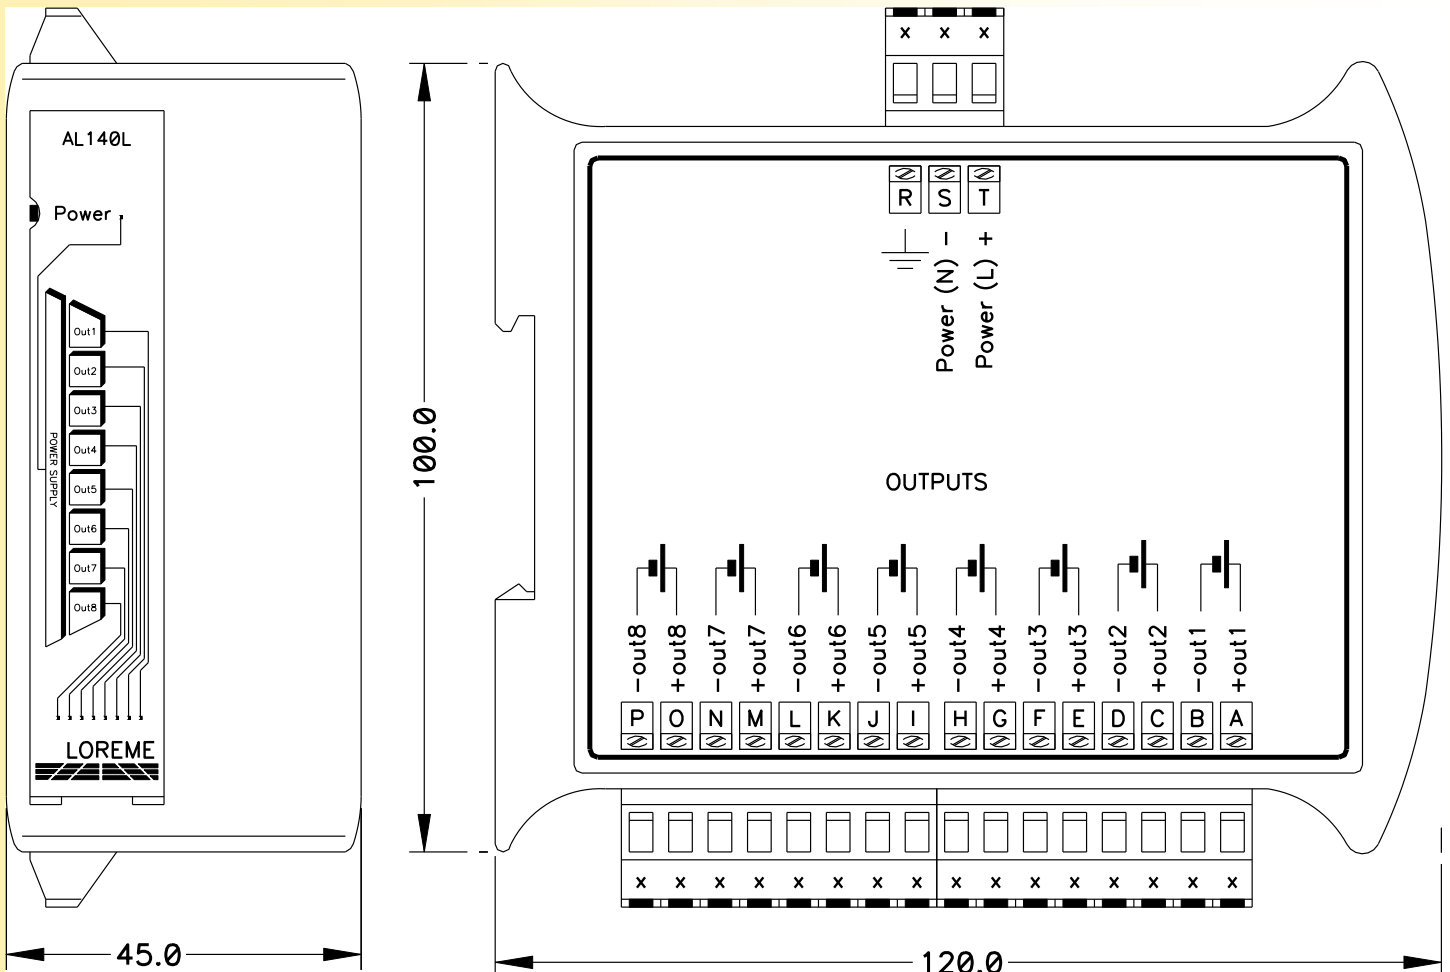 AL140L
Power
Out1
Out2
Out3
Out4
Out5
Out6
Out7
Out8
POWER SUPPLY
LOREME
45.0
100.0
x x x
R S T
Power (N) -
Power (L) +
OUTPUTS
-out8
+out8
-out7
+out7
-out6
+out6
-out5
+out5
-out4
+out4
-out3
+out3
-out2
+out2
-out1
+out1
P O N M L K J I H G F E D C B A
x x x x x x x x x x x x x x x x
120.0